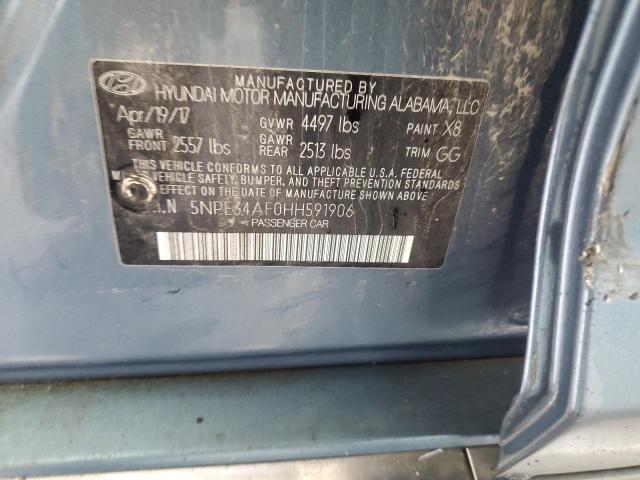 MANUFACTURED BY
HYUNDAI MOTOR MANUFACTURING ALABAMA, LLC
Apr/19/17 GVWR 4497 lbs PAINT X8
GAWR FRONT 2557 lbs GAWR REAR 2513 lbs TRIM GG
THIS VEHICLE CONFORMS TO ALL APPLICABLE U.S.A. FEDERAL
MOTOR VEHICLE SAFETY, BUMPER, AND THEFT PREVENTION STANDARDS
IN EFFECT ON THE DATE OF MANUFACTURE SHOWN ABOVE.
V.I.N 5NPE34AF0HH591906
PASSENGER CAR